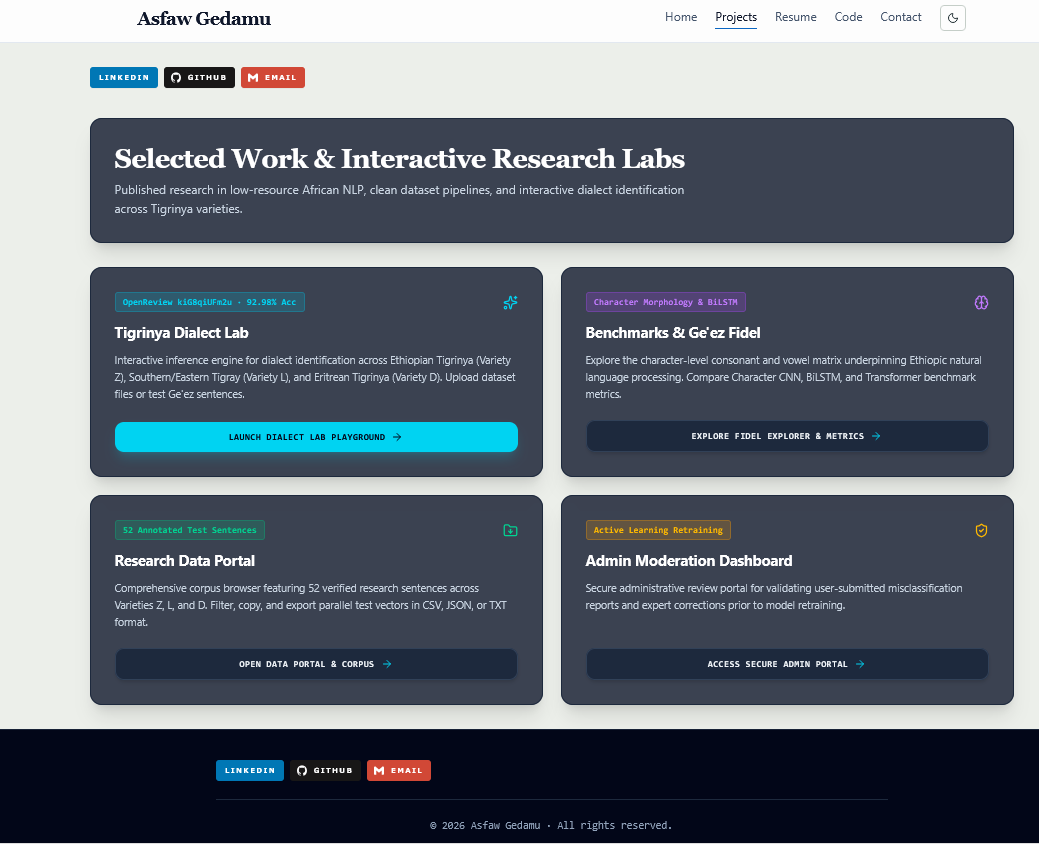 Asfaw Gedamu
Home Projects Resume Code Contact
LINKEDIN GITHUB EMAIL
Selected Work & Interactive Research Labs
Published research in low-resource African NLP, clean dataset pipelines, and interactive dialect identification
across Tigrinya varieties.
OpenReview kiG8qiUFm2u · 92.98% Acc
Tigrinya Dialect Lab
Interactive inference engine for dialect identification across Ethiopian Tigrinya (Variety
Z), Southern/Eastern Tigray (Variety L), and Eritrean Tigrinya (Variety D). Upload dataset
files or test Ge'ez sentences.
LAUNCH DIALECT LAB PLAYGROUND →
Character Morphology & BiLSTM
Benchmarks & Ge'ez Fidel
Explore the character-level consonant and vowel matrix underpinning Ethiopic natural
language processing. Compare Character CNN, BiLSTM, and Transformer benchmark
metrics.
EXPLORE FIDEL EXPLORER & METRICS →
52 Annotated Test Sentences
Research Data Portal
Comprehensive corpus browser featuring 52 verified research sentences across
Varieties Z, L, and D. Filter, copy, and export parallel test vectors in CSV, JSON, or TXT
format.
OPEN DATA PORTAL & CORPUS →
Active Learning Retraining
Admin Moderation Dashboard
Secure administrative review portal for validating user-submitted misclassification
reports and expert corrections prior to model retraining.
ACCESS SECURE ADMIN PORTAL →
LINKEDIN GITHUB EMAIL
© 2026 Asfaw Gedamu · All rights reserved.